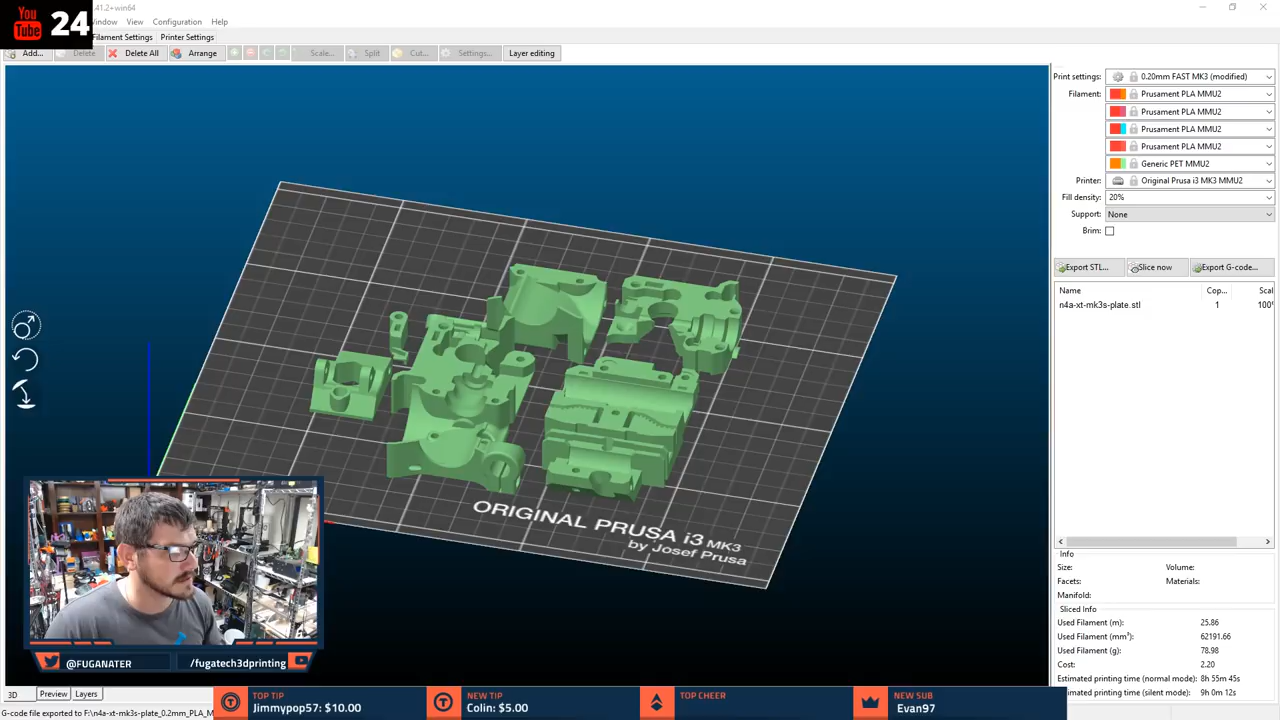 You Tube 24
.41.2+ win64
Window View Configuration Help
Filament Settings Printer Settings
Add... Delete Delete All Arrange Scale... Split Cut... Settings... Layer editing
Print settings: 0.20mm FAST MK3 (modified)
Filament: Prusament PLA MMU2
Prusament PLA MMU2
Prusament PLA MMU2
Prusament PLA MMU2
Generic PET MMU2
Printer: Original Prusa i3 MK3 MMU2
Fill density: 20%
Support: None
Brim:
Export STL... Slice now Export G-code...
Name Cop... Scal
n4a-xt-mk3s-plate.stl 1 100%
ORIGINAL PRUSA i3 MK3
by Josef Prusa
Info
Size: Volume:
Facets: Materials:
Manifold:
Sliced Info
Used Filament (m): 25.86
Used Filament (mm³): 62191.66
Used Filament (g): 78.98
Cost: 2.20
Estimated printing time (normal mode): 8h 55m 45s
Estimated printing time (silent mode): 9h 0m 12s
@FUGANATER /fugatech3dprinting
3D Preview Layers
TOP TIP
Jimmypop57: $10.00
NEW TIP
Colin: $5.00
TOP CHEER
NEW SUB
Evan97
G-code file exported to F:\n4a-xt-mk3s-plate_0.2mm_PLA_M